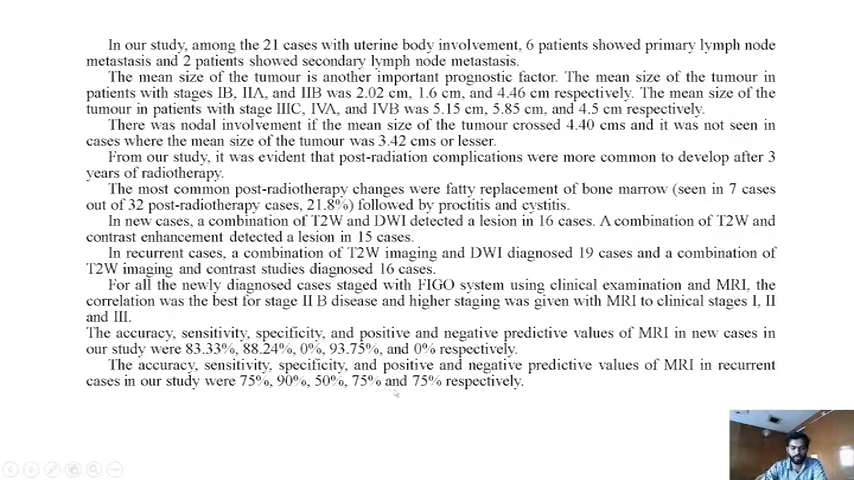 In our study, among the 21 cases with uterine body involvement, 6 patients showed primary lymph node
metastasis and 2 patients showed secondary lymph node metastasis.
The mean size of the tumour is another important prognostic factor. The mean size of the tumour in
patients with stages IB, IIA, and IIB was 2.02 cm, 1.6 cm, and 4.46 cm respectively. The mean size of the
tumour in patients with stage IIIC, IVA, and IVB was 5.15 cm, 5.85 cm, and 4.5 cm respectively.
There was nodal involvement if the mean size of the tumour crossed 4.40 cms and it was not seen in
cases where the mean size of the tumour was 3.42 cms or lesser.
From our study, it was evident that post-radiation complications were more common to develop after 3
years of radiotherapy.
The most common post-radiotherapy changes were fatty replacement of bone marrow (seen in 7 cases
out of 32 post-radiotherapy cases, 21.8%) followed by proctitis and cystitis.
In new cases, a combination of T2W and DWI detected a lesion in 16 cases. A combination of T2W and
contrast enhancement detected a lesion in 15 cases.
In recurrent cases, a combination of T2W imaging and DWI diagnosed 19 cases and a combination of
T2W imaging and contrast studies diagnosed 16 cases.
For all the newly diagnosed cases staged with FIGO system using clinical examination and MRI, the
correlation was the best for stage II B disease and higher staging was given with MRI to clinical stages I, II
and III.
The accuracy, sensitivity, specificity, and positive and negative predictive values of MRI in new cases in
our study were 83.33%, 88.24%, 0%, 93.75%, and 0% respectively.
The accuracy, sensitivity, specificity, and positive and negative predictive values of MRI in recurrent
cases in our study were 75%, 90%, 50%, 75% and 75% respectively.